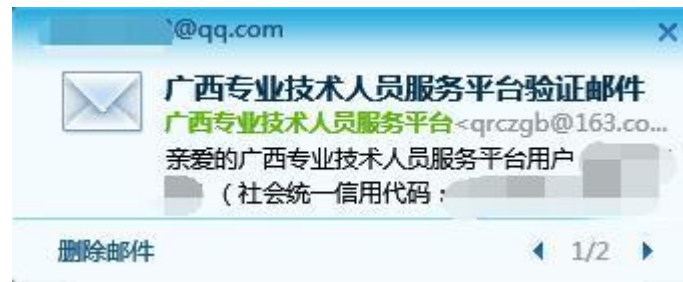 @qq.com
广西专业技术人员服务平台验证邮件
广西专业技术人员服务平台<qrczgb@163.co...
亲爱的广西专业技术人员服务平台用户
（社会统一信用代码：
删除邮件
1/2